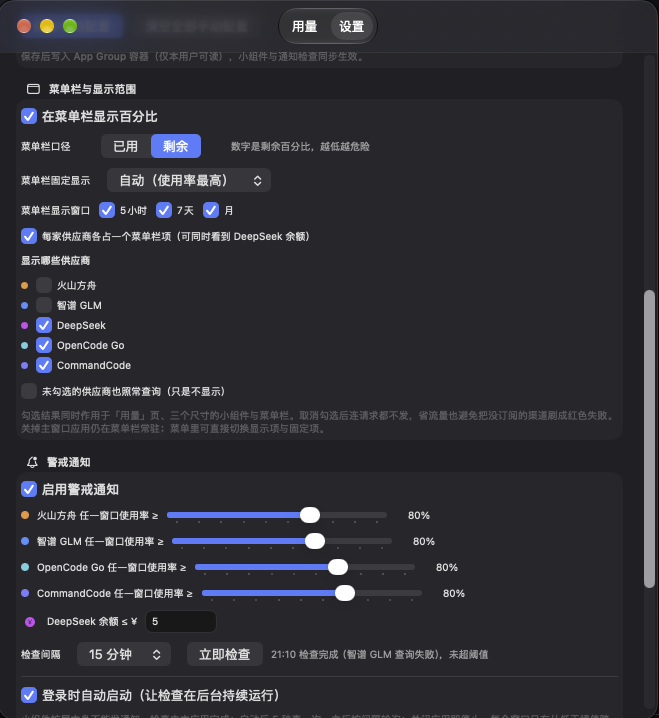 用量
设置
保存后写入 App Group 容器（仅本用户可读），小组件与通知检查同步生效。
菜单栏与显示范围
在菜单栏显示百分比
菜单栏口径
已用
剩余
数字是剩余百分比，越低越危险
菜单栏固定显示
自动（使用率最高）
菜单栏显示窗口
5 小时
7 天
月
每家供应商各占一个菜单栏项（可同时看到 DeepSeek 余额）
显示哪些供应商
火山方舟
智谱 GLM
DeepSeek
OpenCode Go
CommandCode
未勾选的供应商也照常查询（只是不显示）
勾选结果同时作用于「用量」页、三个尺寸的小组件与菜单栏。取消勾选后连请求都不发，省流量也避免把没订阅的渠道刷成红色失败。
关掉主窗口应用仍在菜单栏常驻：菜单里可直接切换显示项与固定项。
警戒通知
启用警戒通知
火山方舟 任一窗口使用率 ≥
80%
智谱 GLM 任一窗口使用率 ≥
80%
OpenCode Go 任一窗口使用率 ≥
80%
CommandCode 任一窗口使用率 ≥
80%
¥
DeepSeek 余额 ≤ ¥
5
检查间隔
15 分钟
立即检查
21:10 检查完成 (智谱 GLM 查询失败)，未超阈值
登录时自动启动（让检查在后台持续运行）